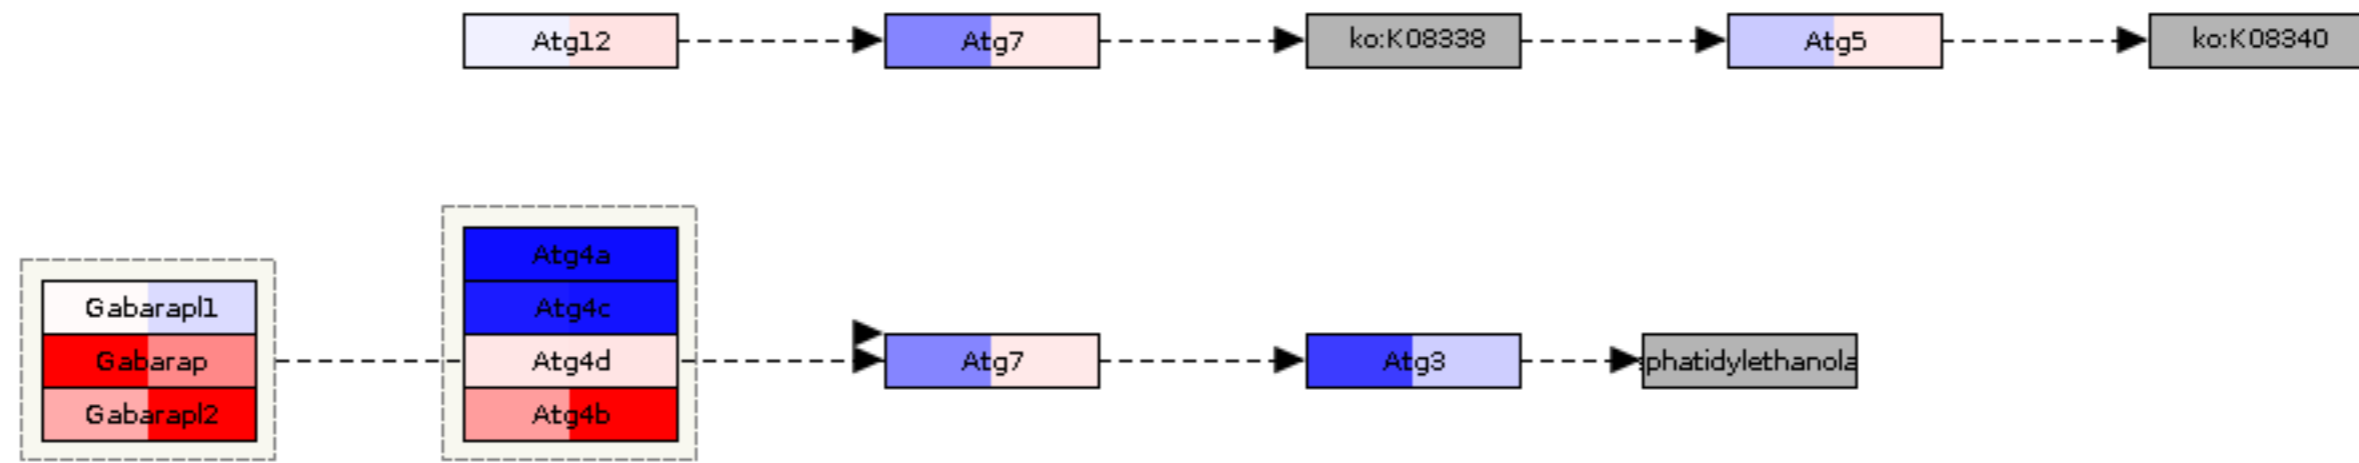 Atg12
Atg7
ko:K08338
Atg5
ko:K08340
Atg4a
Gabarapl1
Atg4c
Gabarap
Atg4d
Atg7
Atg3
phatidylethanola
Gabarapl2
Atg4b